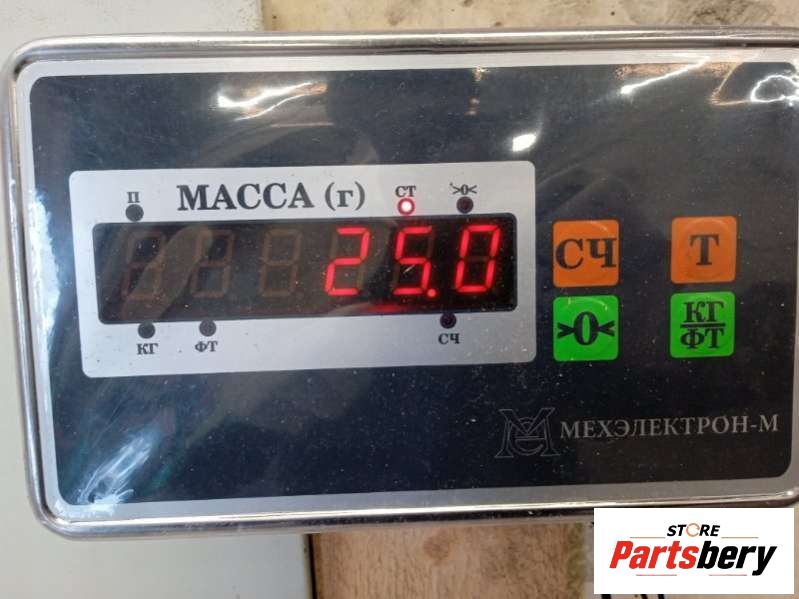 П
МАССА (г)
СТ
>0<
25.0
КГ
ФТ
СЧ
СЧ
Т
>0<
КГ
ФТ
МЕХЭЛЕКТРОН-М
STORE
Partsbery